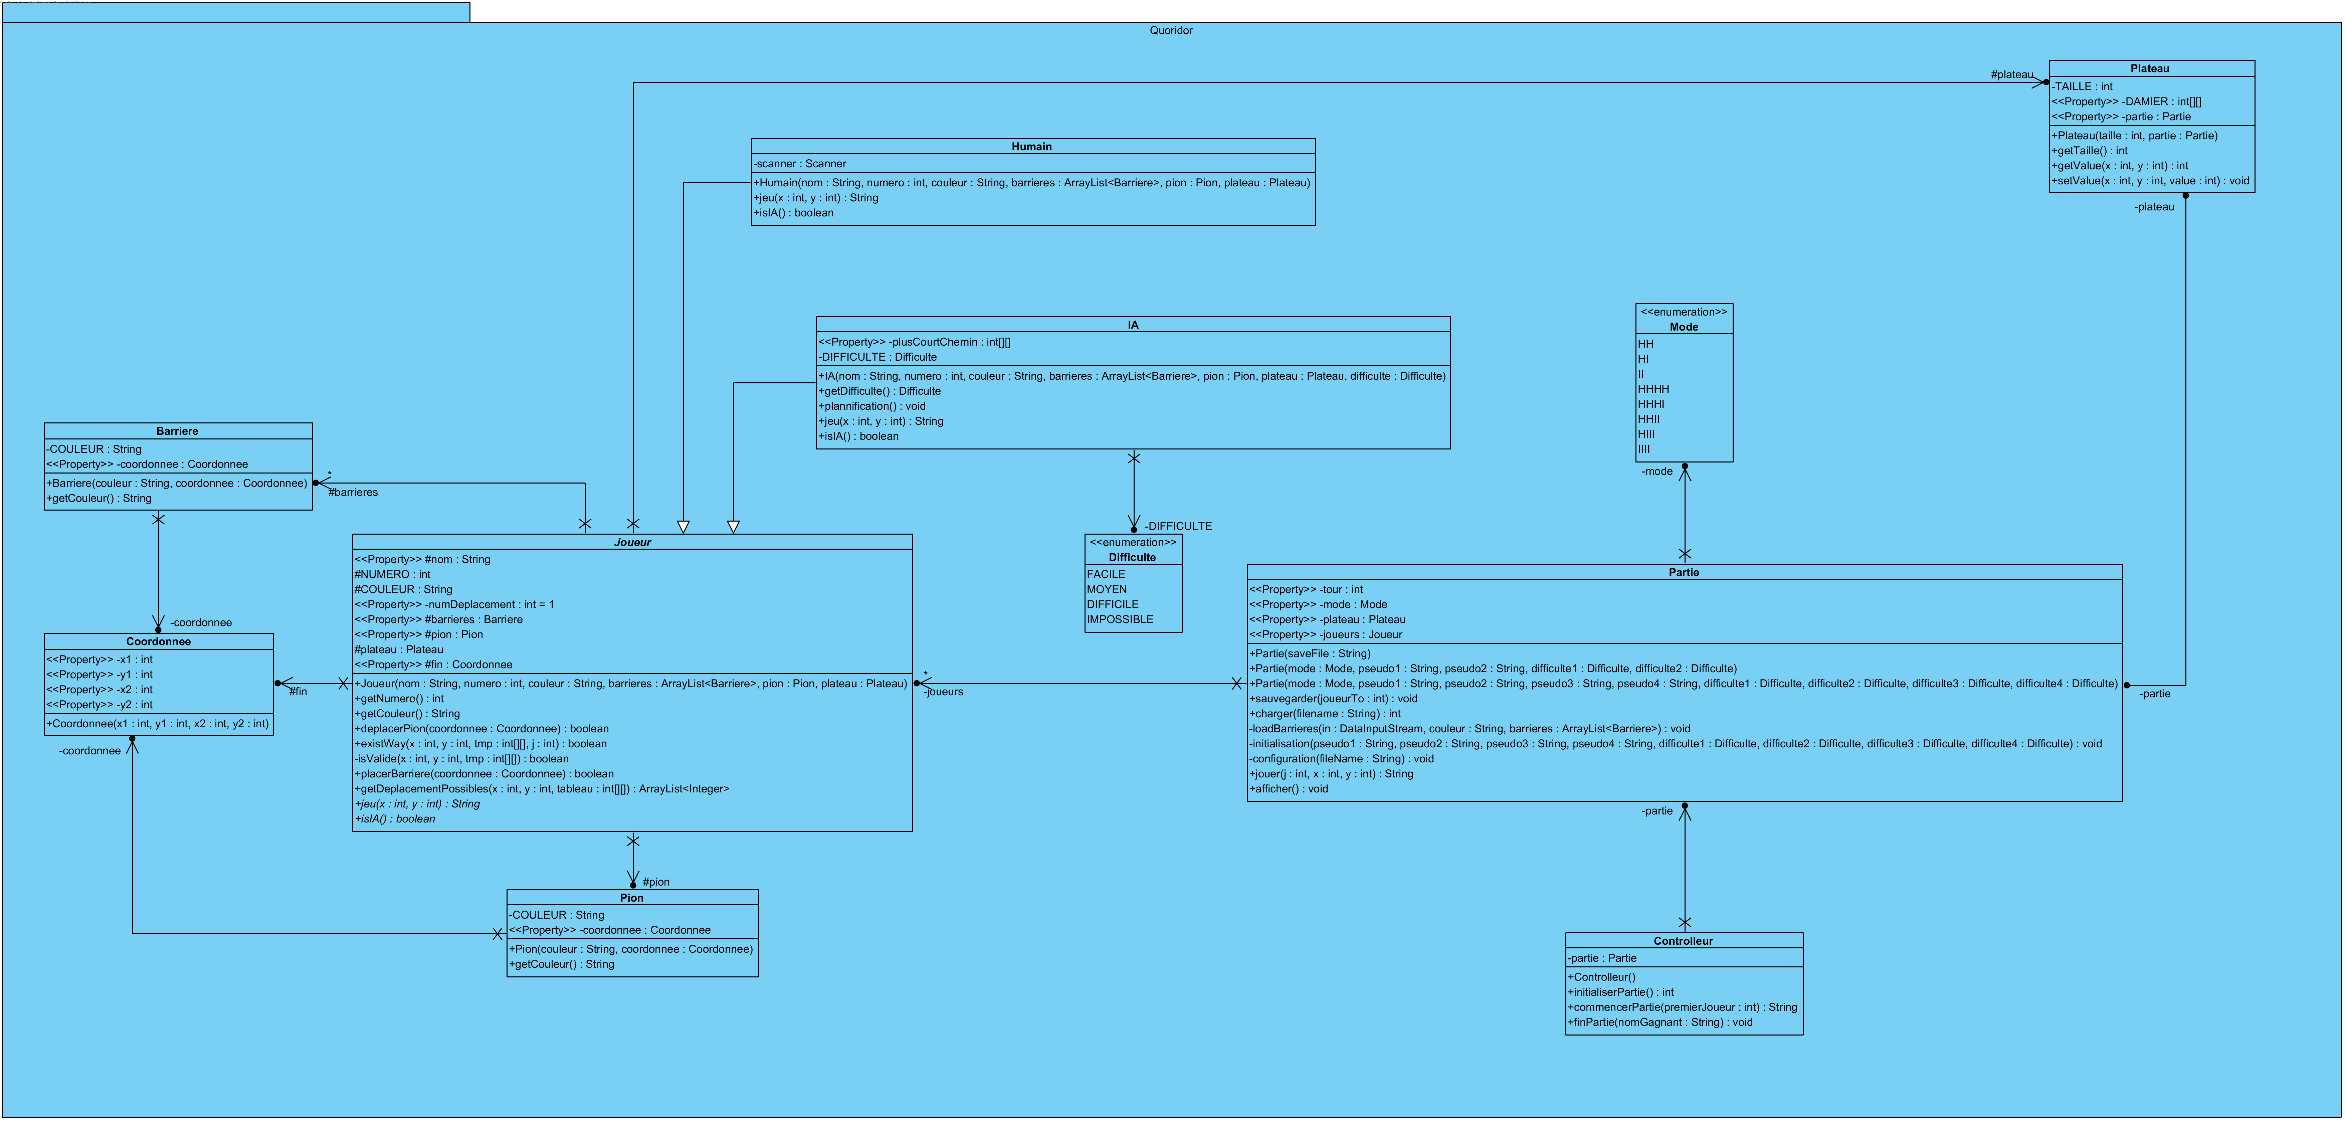 Quoridor
#plateau
Plateau
-TAILLE : int
<<Property>> -DAMIER : int[][]
<<Property>> -partie : Partie
+Plateau(taille : int, partie : Partie)
+getTaille() : int
+getValue(x : int, y : int) : int
+setValue(x : int, y : int, value : int) : void
-plateau
Humain
-scanner : Scanner
+Humain(nom : String, numero : int, couleur : String, barrieres : ArrayList<Barriere>, pion : Pion, plateau : Plateau)
+jeu(x : int, y : int) : String
+isIA() : boolean
IA
<<Property>> -plusCourtChemin : int[][]
-DIFFICULTE : Difficulte
+IA(nom : String, numero : int, couleur : String, barrieres : ArrayList<Barriere>, pion : Pion, plateau : Plateau, difficulte : Difficulte)
+getDifficulte() : Difficulte
+plannification() : void
+jeu(x : int, y : int) : String
+isIA() : boolean
<<enumeration>>
Mode
HH
HI
II
HHHH
HHHI
HHII
HIII
IIII
-mode
Barriere
-COULEUR : String
<<Property>> -coordonnee : Coordonnee
+Barriere(couleur : String, coordonnee : Coordonnee)
+getCouleur() : String
*
#barrieres
-DIFFICULTE
<<enumeration>>
Difficulte
FACILE
MOYEN
DIFFICILE
IMPOSSIBLE
Joueur
<<Property>> #nom : String
#NUMERO : int
#COULEUR : String
<<Property>> -numDeplacement : int = 1
<<Property>> #barrieres : Barriere
<<Property>> #pion : Pion
#plateau : Plateau
<<Property>> #fin : Coordonnee
+Joueur(nom : String, numero : int, couleur : String, barrieres : ArrayList<Barriere>, pion : Pion, plateau : Plateau)
+getNumero() : int
+getCouleur() : String
+deplacerPion(coordonnee : Coordonnee) : boolean
+existWay(x : int, y : int, tmp : int[][], j : int) : boolean
-isValide(x : int, y : int, tmp : int[][]) : boolean
+placerBarriere(coordonnee : Coordonnee) : boolean
+getDeplacementPossibles(x : int, y : int, tableau : int[][]) : ArrayList<Integer>
+jeu(x : int, y : int) : String
+isIA() : boolean
-coordonnee
Coordonnee
<<Property>> -x1 : int
<<Property>> -y1 : int
<<Property>> -x2 : int
<<Property>> -y2 : int
+Coordonnee(x1 : int, y1 : int, x2 : int, y2 : int)
#fin
-coordonnee
*
-joueurs
Partie
<<Property>> -tour : int
<<Property>> -mode : Mode
<<Property>> -plateau : Plateau
<<Property>> -joueurs : Joueur
+Partie(saveFile : String)
+Partie(mode : Mode, pseudo1 : String, pseudo2 : String, difficulte1 : Difficulte, difficulte2 : Difficulte)
+Partie(mode : Mode, pseudo1 : String, pseudo2 : String, pseudo3 : String, pseudo4 : String, difficulte1 : Difficulte, difficulte2 : Difficulte, difficulte3 : Difficulte, difficulte4 : Difficulte)
+sauvegarder(joueurTo : int) : void
+charger(filename : String) : int
-loadBarrieres(in : DataInputStream, couleur : String, barrieres : ArrayList<Barriere>) : void
-initialisation(pseudo1 : String, pseudo2 : String, pseudo3 : String, pseudo4 : String, difficulte1 : Difficulte, difficulte2 : Difficulte, difficulte3 : Difficulte, difficulte4 : Difficulte) : void
-configuration(fileName : String) : void
+jouer(j : int, x : int, y : int) : String
+afficher() : void
-partie
-partie
#pion
Pion
-COULEUR : String
<<Property>> -coordonnee : Coordonnee
+Pion(couleur : String, coordonnee : Coordonnee)
+getCouleur() : String
Controlleur
-partie : Partie
+Controlleur()
+initialiserPartie() : int
+commencerPartie(premierJoueur : int) : String
+finPartie(nomGagnant : String) : void